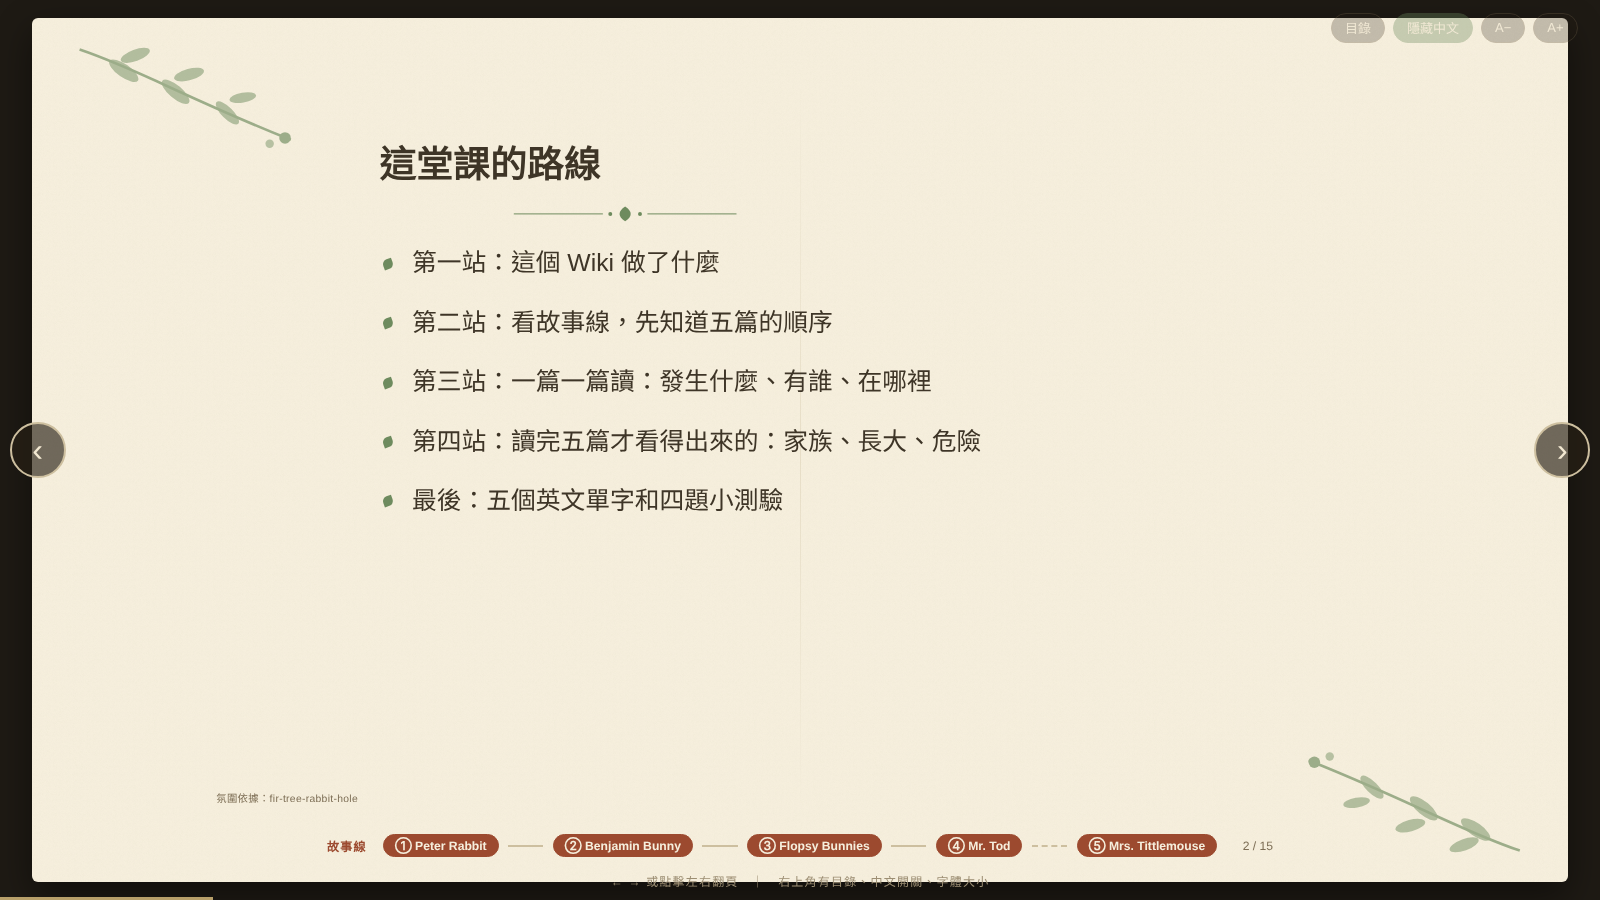 目錄
隱藏中文
A−
A+
這堂課的路線
第一站：這個 Wiki 做了什麼
第二站：看故事線，先知道五篇的順序
第三站：一篇一篇讀：發生什麼、有誰、在哪裡
第四站：讀完五篇才看得出來的：家族、長大、危險
最後：五個英文單字和四題小測驗
‹
›
氛圍依據：fir-tree-rabbit-hole
故事線 ① Peter Rabbit ② Benjamin Bunny ③ Flopsy Bunnies ④ Mr. Tod ⑤ Mrs. Tittlemouse 2 / 15
← → 或點擊左右翻頁 ｜ 右上角有目錄、中文開關、字體大小